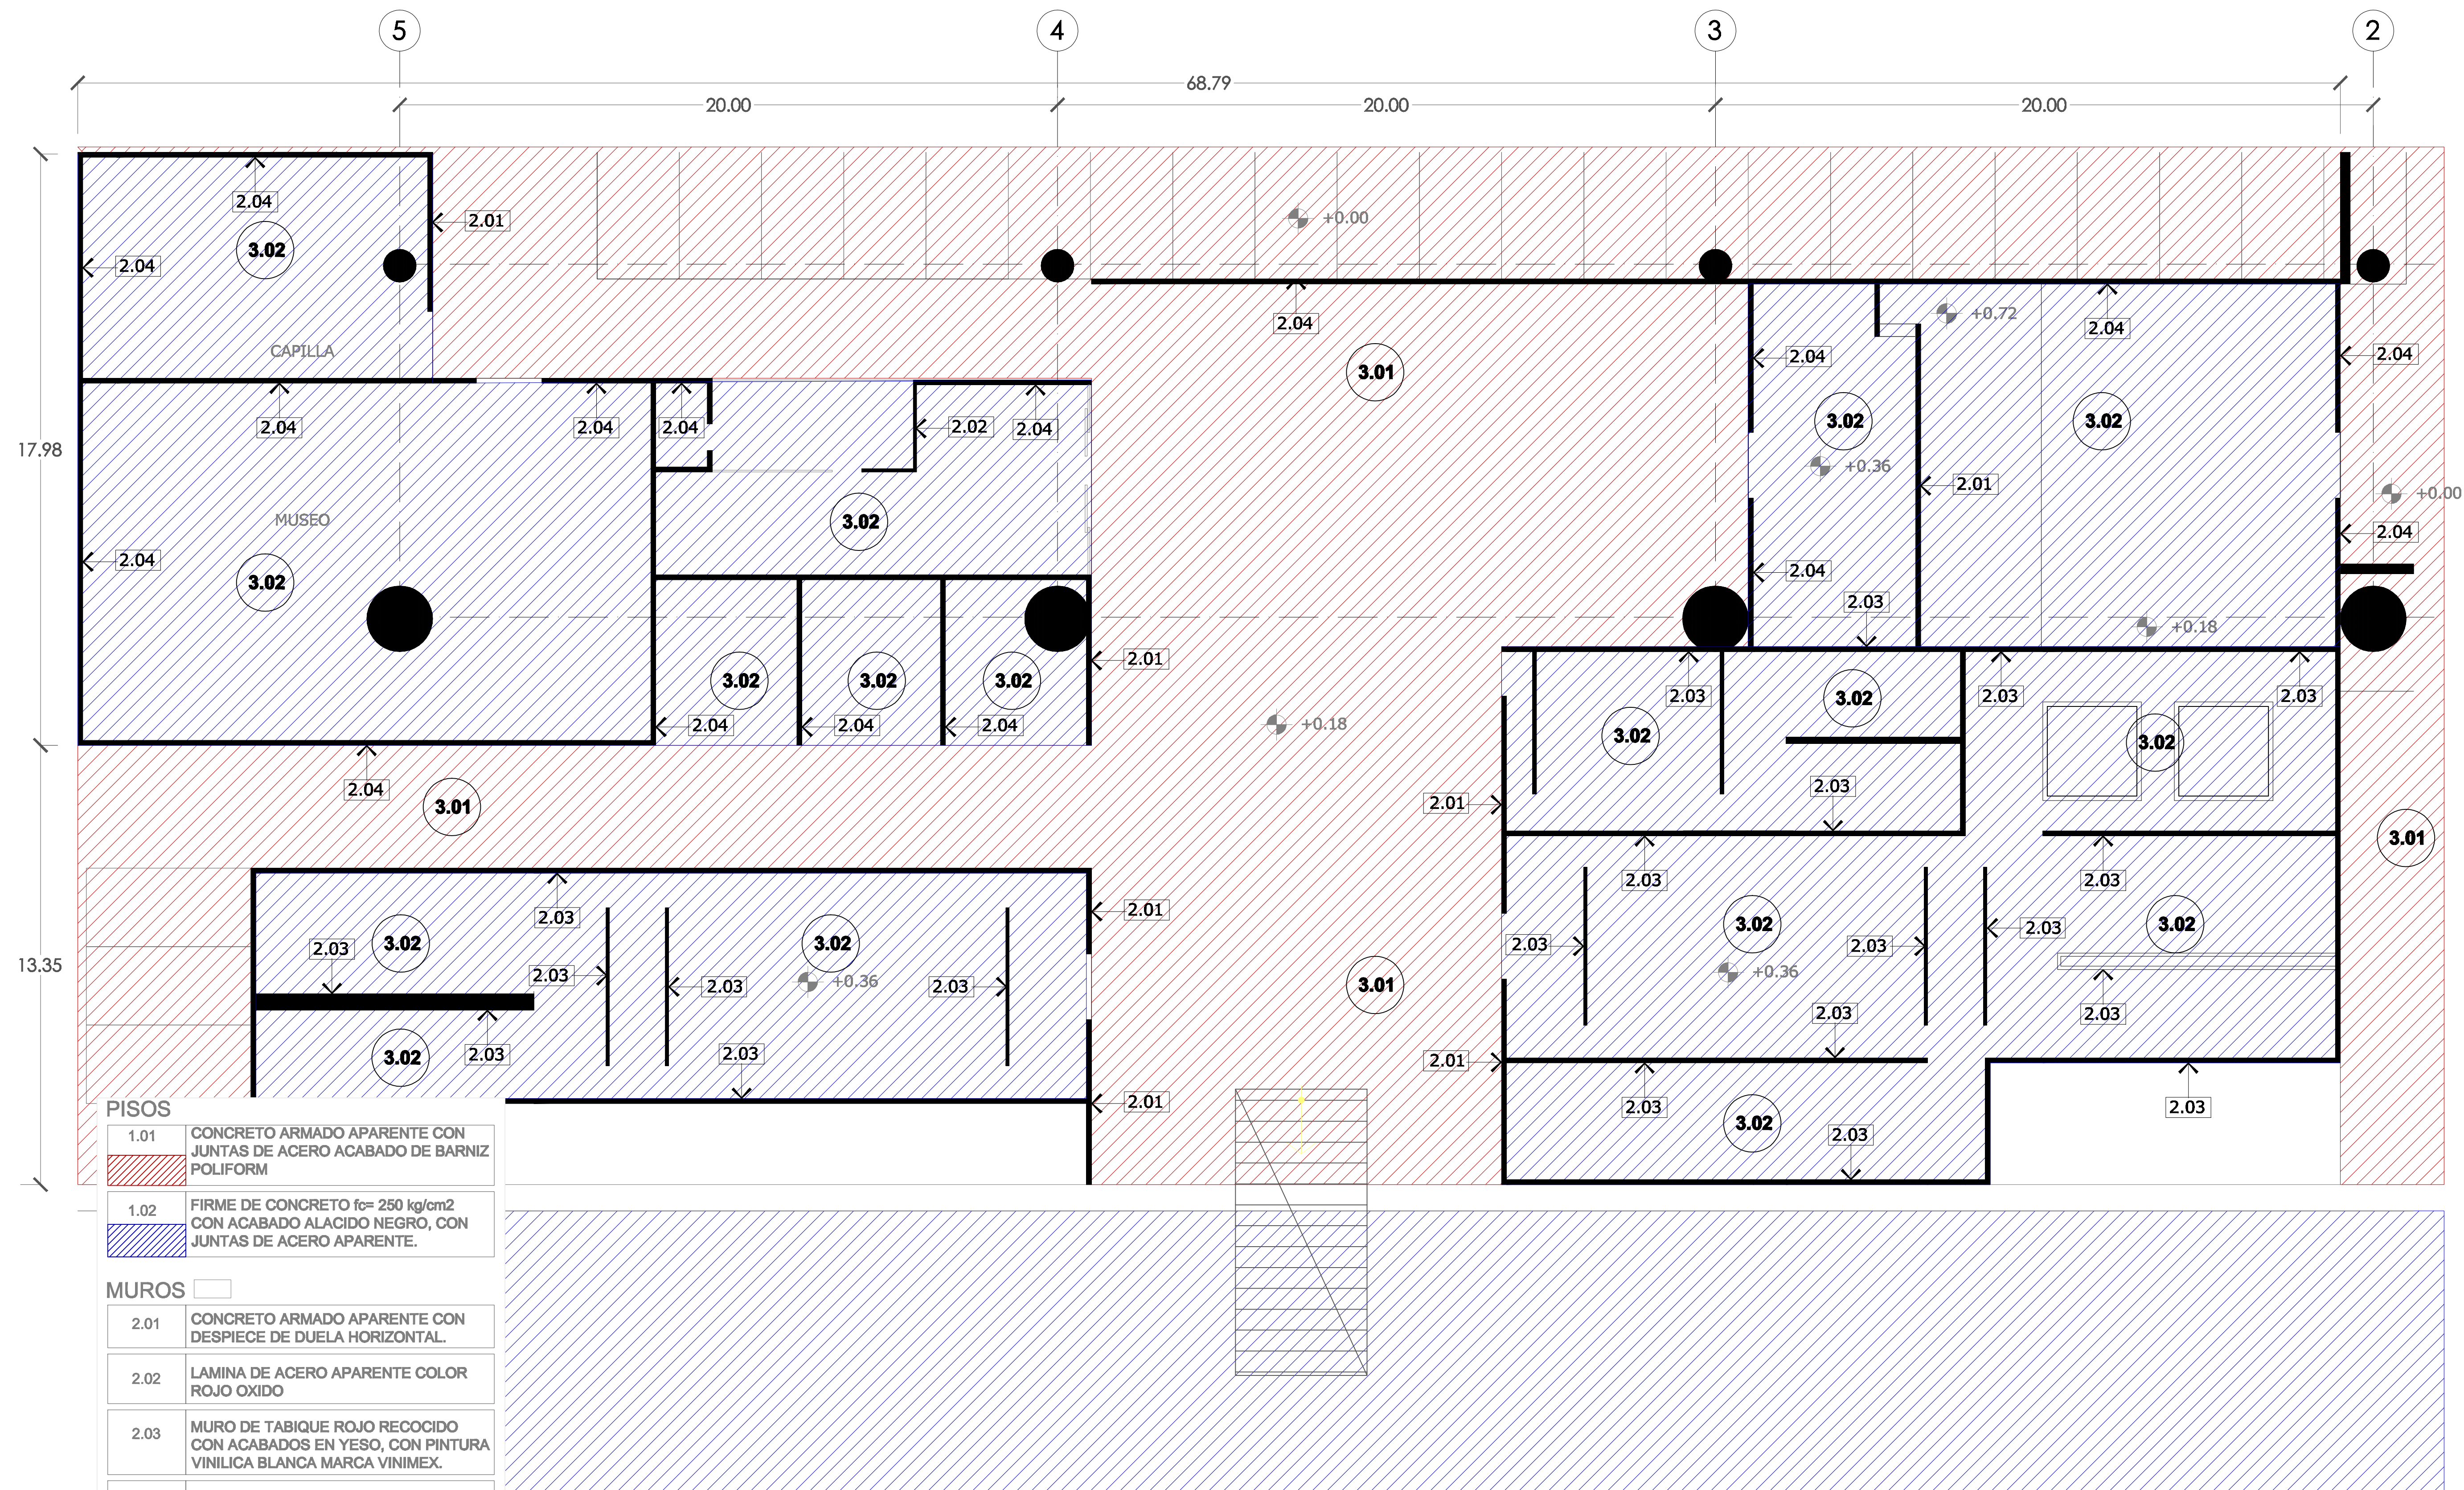 5 4 3 2
68.79
20.00 20.00 20.00
2.04
2.01
+0.00
3.02
2.04
2.04 +0.72 2.04
CAPILLA 2.04 2.04
3.01
2.04 2.04 2.04 2.02 2.04 3.02 3.02
17.98
+0.36
2.01
+0.00
MUSEO 3.02
2.04
2.04
3.02 2.04
2.03
+0.18
2.01
3.02 3.02 3.02 2.03 3.02 2.03 2.03
2.04 2.04 2.04 +0.18 3.02 3.02
2.04 2.03
3.01 2.01
3.01
2.03 2.03
2.03 2.01
3.02 3.02 3.02 2.03 3.02
2.03 2.03 2.03
13.35
2.03 2.03 +0.36 2.03 3.01 +0.36
2.03 2.03
3.02 2.03 2.03 2.01
2.01 2.03 2.03
3.02 2.03
PISOS
1.01 CONCRETO ARMADO APARENTE CON
JUNTAS DE ACERO ACABADO DE BARNIZ
POLIFORM
1.02 FIRME DE CONCRETO fc= 250 kg/cm2
CON ACABADO ALACIDO NEGRO, CON
JUNTAS DE ACERO APARENTE.
MUROS
2.01 CONCRETO ARMADO APARENTE CON
DESPIECE DE DUELA HORIZONTAL.
2.02 LAMINA DE ACERO APARENTE COLOR
ROJO OXIDO
2.03 MURO DE TABIQUE ROJO RECOCIDO
CON ACABADOS EN YESO, CON PINTURA
VINILICA BLANCA MARCA VINIMEX.